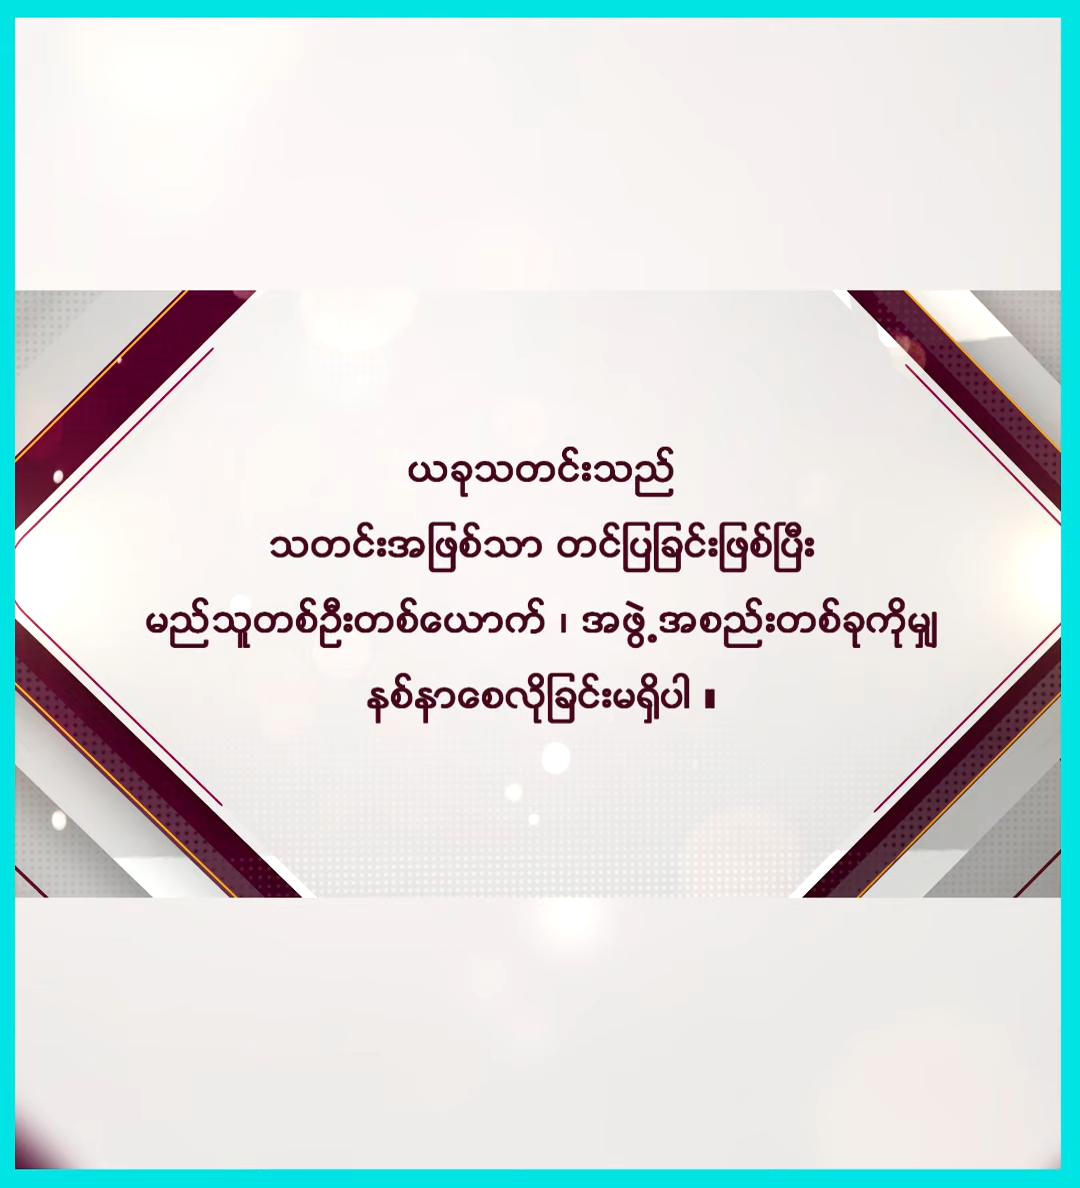 ယခုသတင်းသည်
သတင်းအဖြစ်သာ တင်ပြခြင်းဖြစ်ပြီး
မည်သူတစ်ဦးတစ်ယောက် ၊ အဖွဲ့အစည်းတစ်ခုကိုမျှ
နစ်နာစေလိုခြင်းမရှိပါ ။